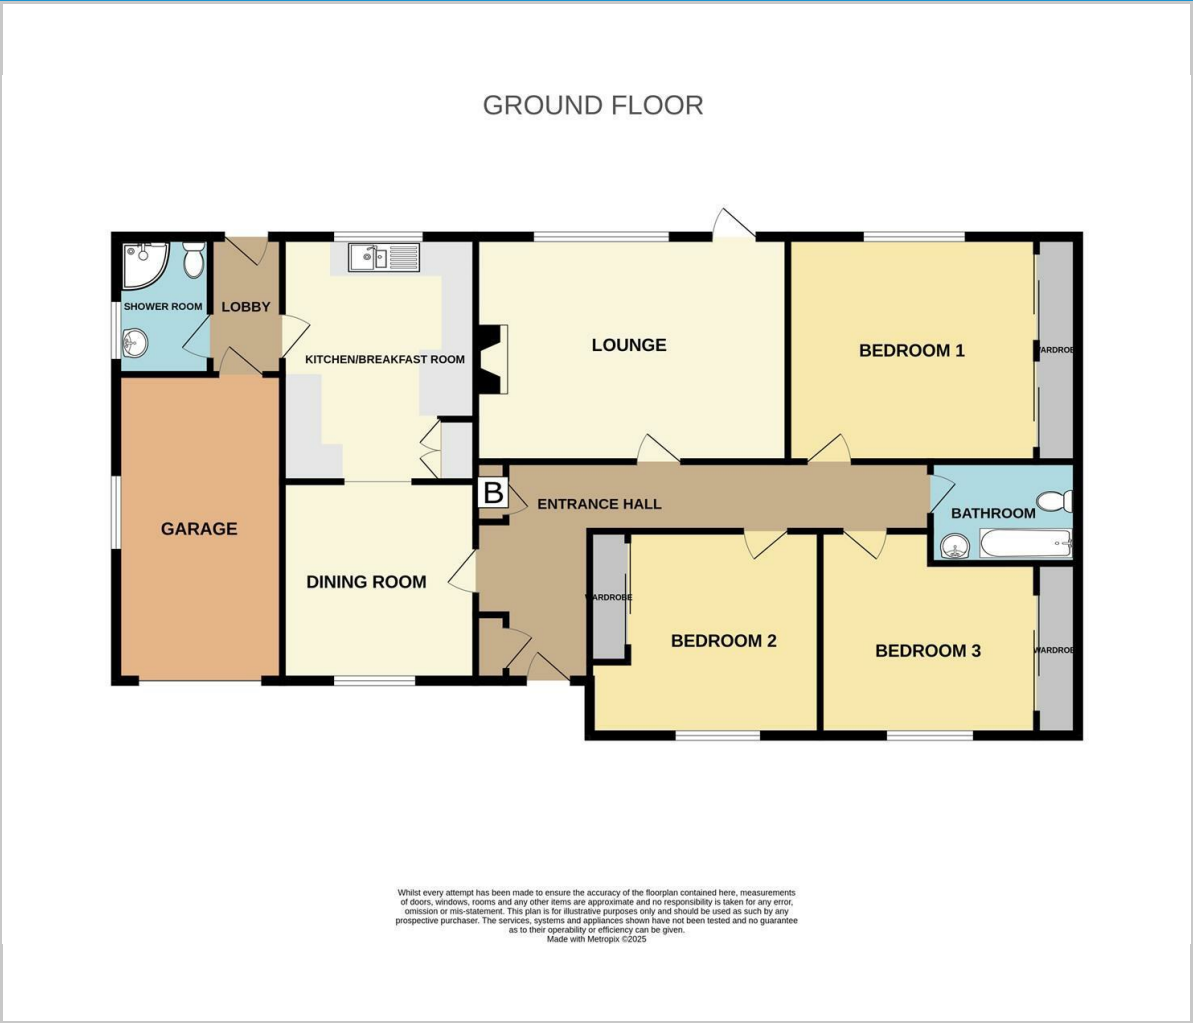 GROUND FLOOR
SHOWER ROOM
LOBBY
KITCHEN/BREAKFAST ROOM
LOUNGE
BEDROOM 1
WARDROBE
B
ENTRANCE HALL
BATHROOM
GARAGE
DINING ROOM
WARDROBE
BEDROOM 2
BEDROOM 3
WARDROBE
Whilst every attempt has been made to ensure the accuracy of the floorplan contained here, measurements
of doors, windows, rooms and any other items are approximate and no responsibility is taken for any error,
omission or mis-statement. This plan is for illustrative purposes only and should be used as such by any
prospective purchaser. The services, systems and appliances shown have not been tested and no guarantee
as to their operability or efficiency can be given.
Made with Metropix ©2025